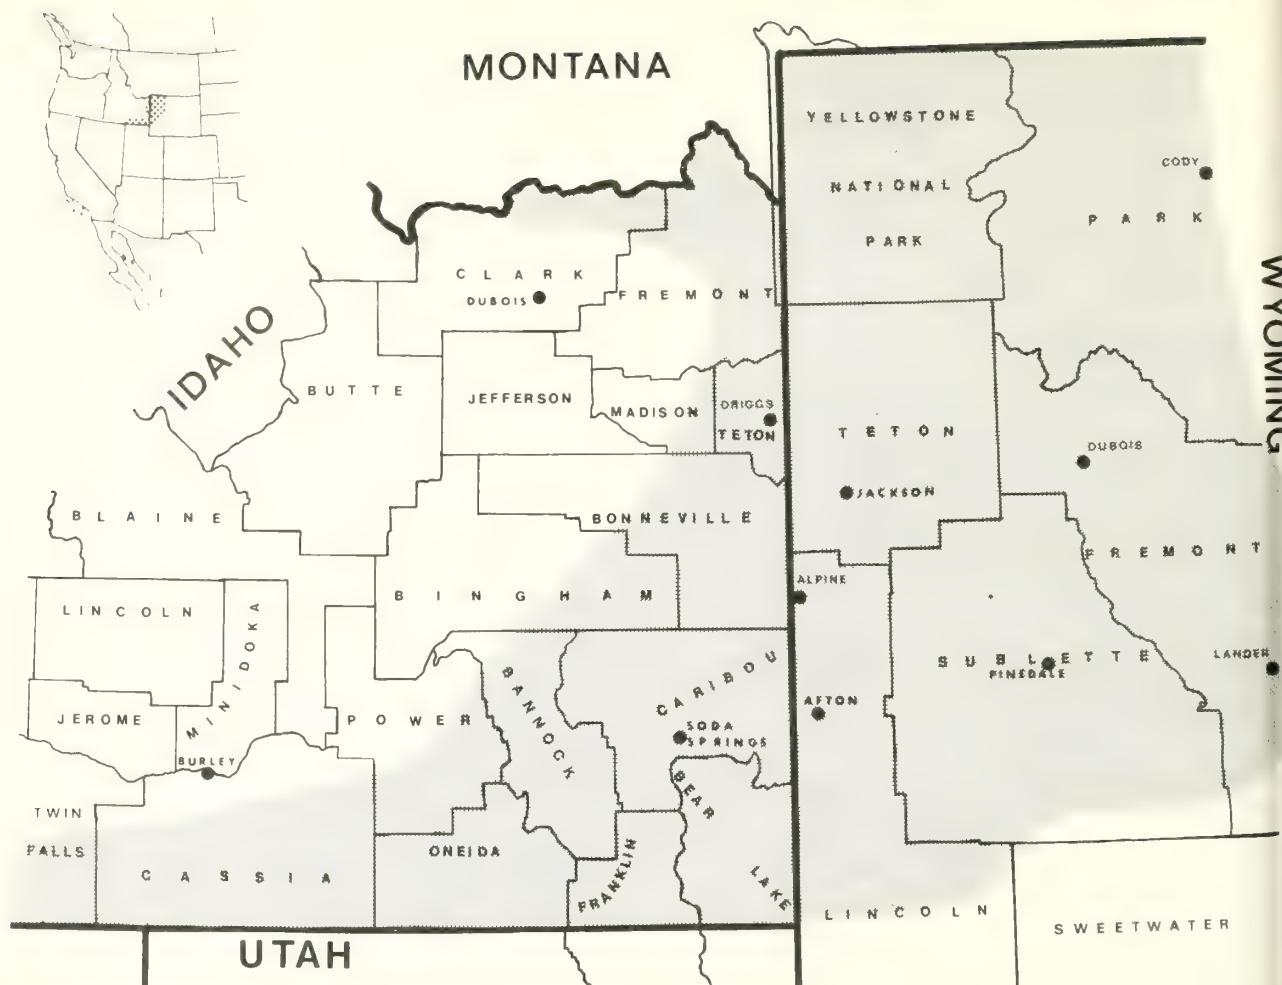 MONTANA
YELLOWSTONE
NATIONAL
PARK
CODY
PARK
WYOMING
IDAHO
CLARK
DUBOIS
FREMONT
BUTTE
JEFFERSON
MADISON
DRIGGS
TETON
TETON
JACKSON
DUBOIS
BLAINE
BONNEVILLE
FREMONT
BINGHAM
ALPINE
LINCOLN
MINIDOKA
SUBLETTE
PINEDALE
LANDER
JEROME
POWER
BANNOCK
CARIBOU
SODA
SPRINGS
AFTON
BURLEY
TWIN
FALLS
CASSIA
ONEIDA
FRANKLIN
BEAR
LAKE
LINCOLN
SWEETWATER
UTAH